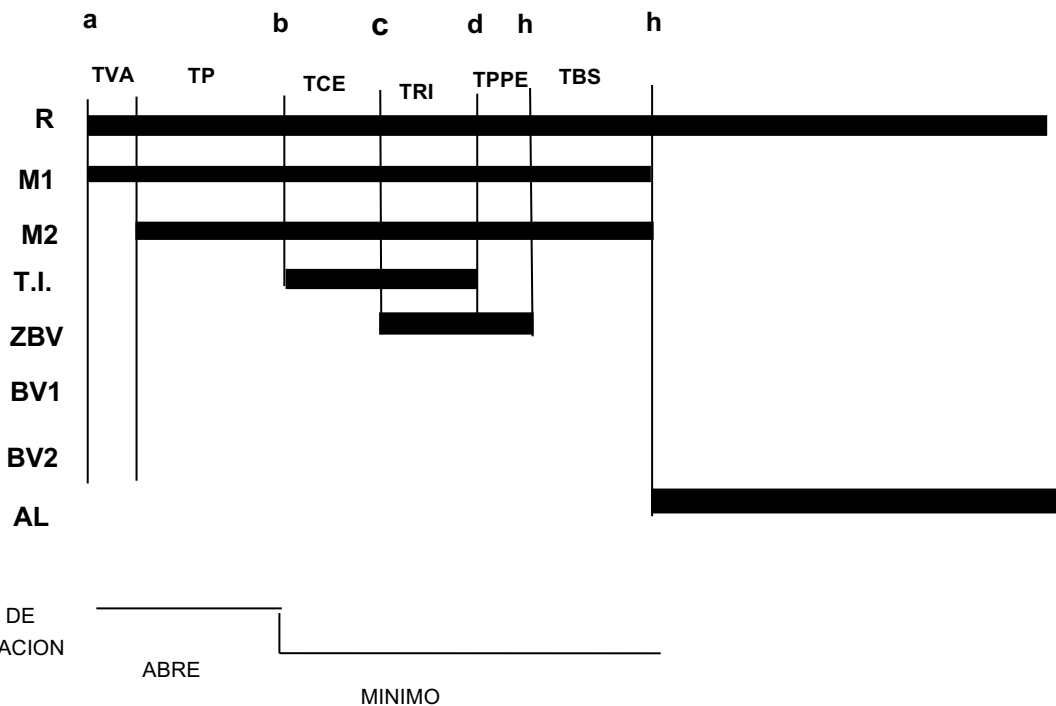 a b c d h h
TVA TP TCE TRI TPPE TBS
R
M1
M2
T.I.
ZBV
BV1
BV2
AL
DE
ACION
ABRE
MINIMO